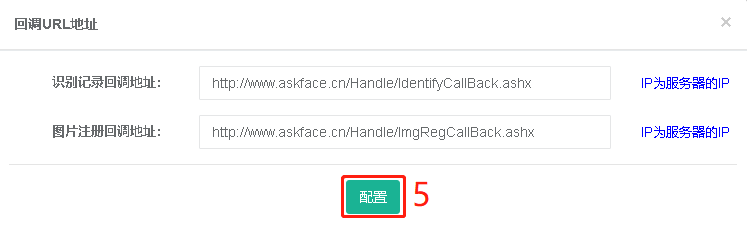 回调URL地址 ×
识别记录回调地址: http://www.askface.cn/Handle/IdentifyCallBack.ashx IP为服务器的IP
图片注册回调地址: http://www.askface.cn/Handle/ImgRegCallBack.ashx IP为服务器的IP
配置 5